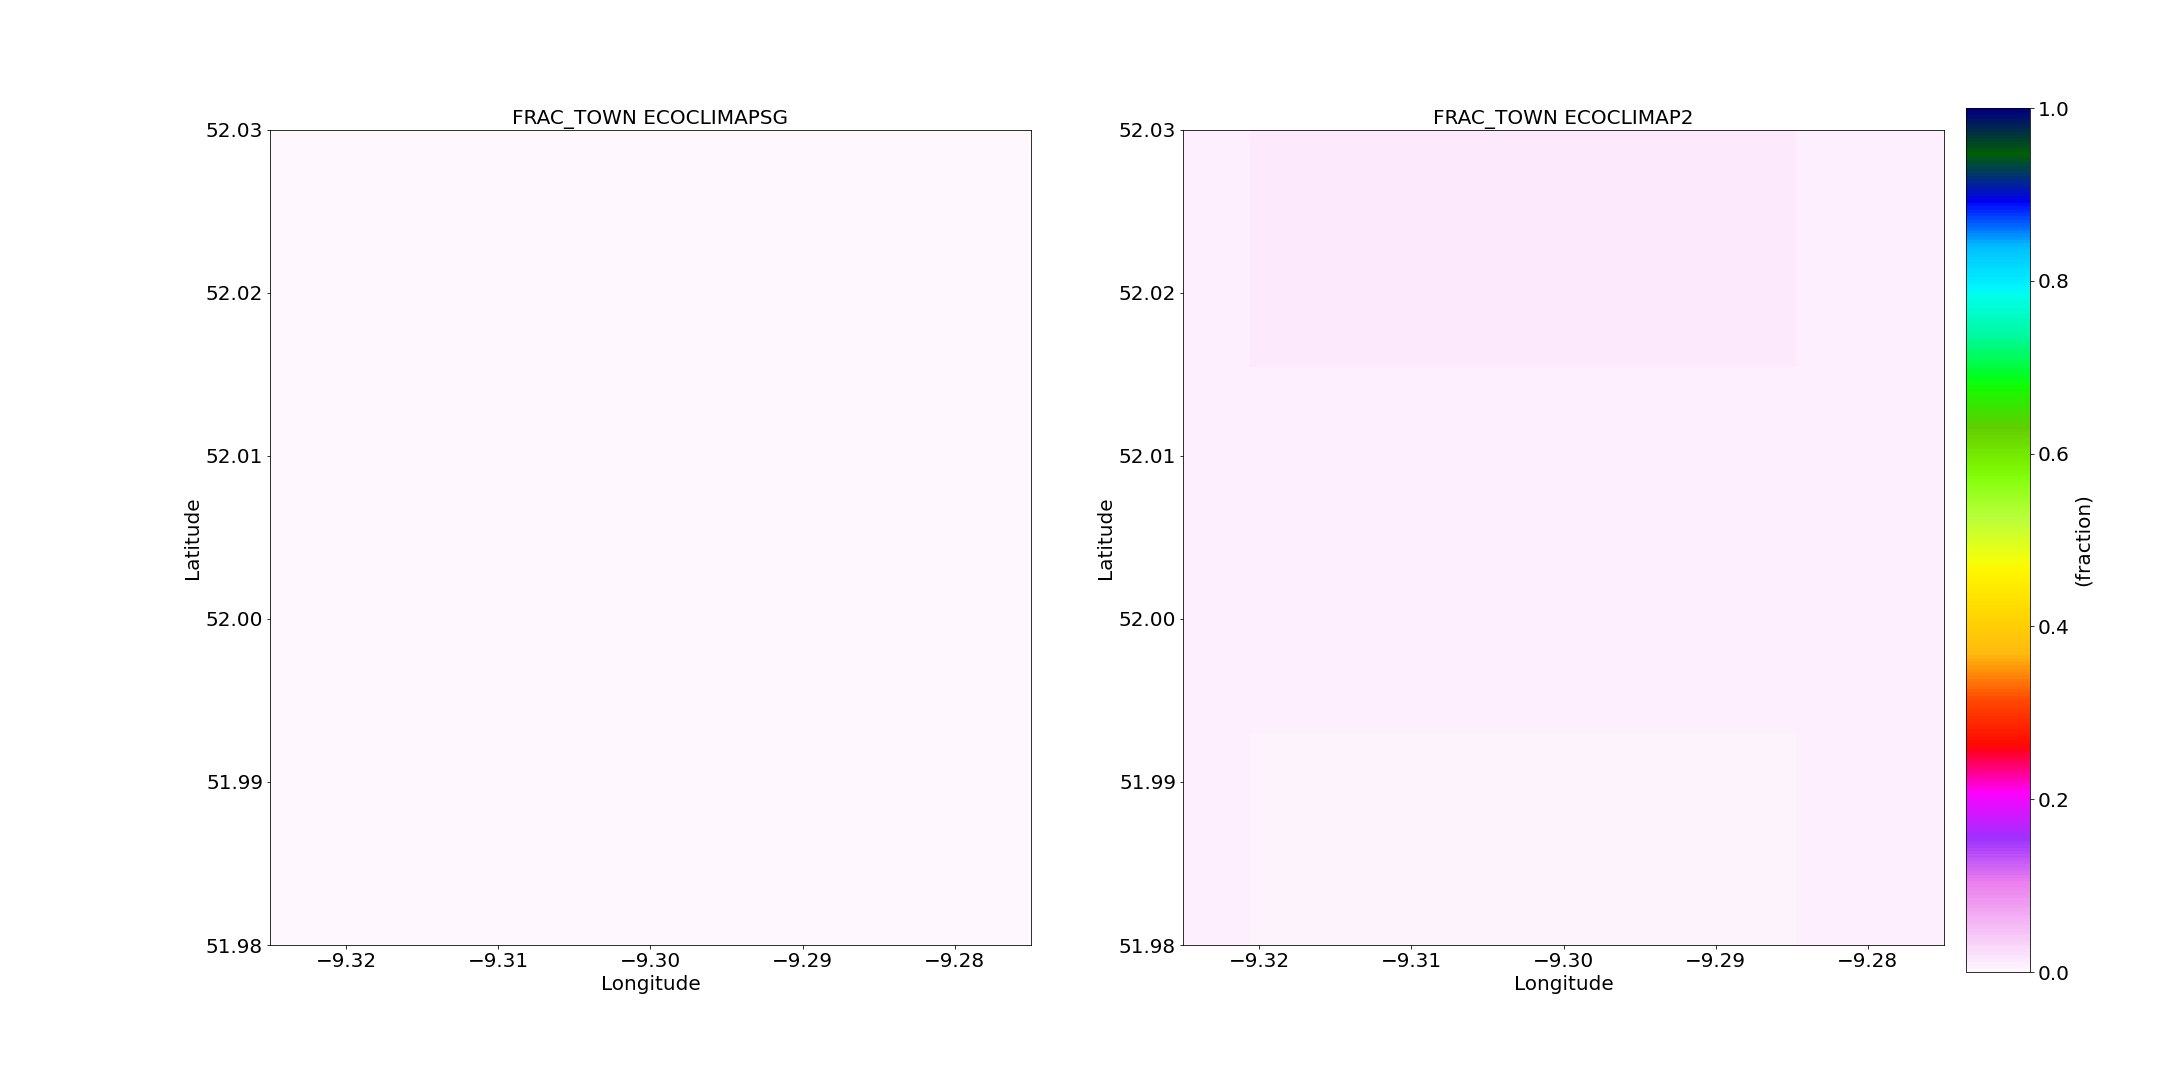 FRAC_TOWN ECOCLIMAPSG
52.03
52.02
52.01
52.00
51.99
51.98
Latitude
−9.32 −9.31 −9.30 −9.29 −9.28
Longitude
FRAC_TOWN ECOCLIMAP2
52.03
52.02
52.01
52.00
51.99
51.98
Latitude
−9.32 −9.31 −9.30 −9.29 −9.28
Longitude
1.0
0.8
0.6
0.4
0.2
0.0
(fraction)